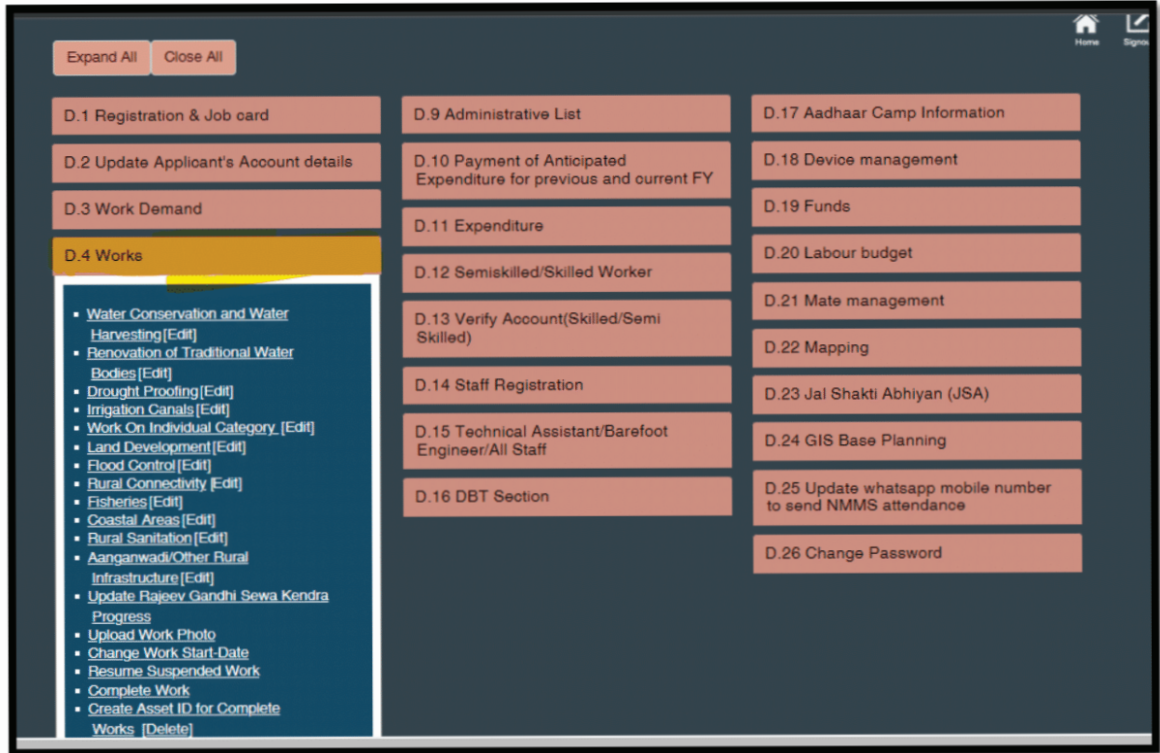 Home
Expand All
Close All
D.1 Registration & Job card
D.2 Update Applicant's Account details
D.3 Work Demand
D.4 Works
Water Conservation and Water
Harvesting[Edit]
Renovation of Traditional Water
Bodies [Edit]
Drought Proofing [Edit]
Irrigation Canals [Edit]
Work On Individual Category [Edit]
Land Development [Edit]
Flood Control [Edit]
Rural Connectivity [Edit]
Fisheries [Edit]
Coastal Areas [Edit]
Rural Sanitation [Edit]
Aanganwadi/Other Rural
Infrastructure [Edit]
Update Rajeev Gandhi Sewa Kendra
Progress
Upload Work Photo
Change Work Start-Date
Resume Suspended Work
Complete Work
Create Asset ID for Complete
Works [Delete]
D.9 Administrative List
D.10 Payment of Anticipated
Expenditure for previous and current FY
D.11 Expenditure
D.12 Semiskilled/Skilled Worker
D.13 Verify Account(Skilled/Semi
Skilled)
D.14 Staff Registration
D.15 Technical Assistant/Barefoot
Engineer/All Staff
D.16 DBT Section
D.17 Aadhaar Camp Information
D.18 Device management
D.19 Funds
D.20 Labour budget
D.21 Mate management
D.22 Mapping
D.23 Jal Shakti Abhiyan (JSA)
D.24 GIS Base Planning
D.25 Update whatsapp mobile number
to send NMMS attendance
D.26 Change Password